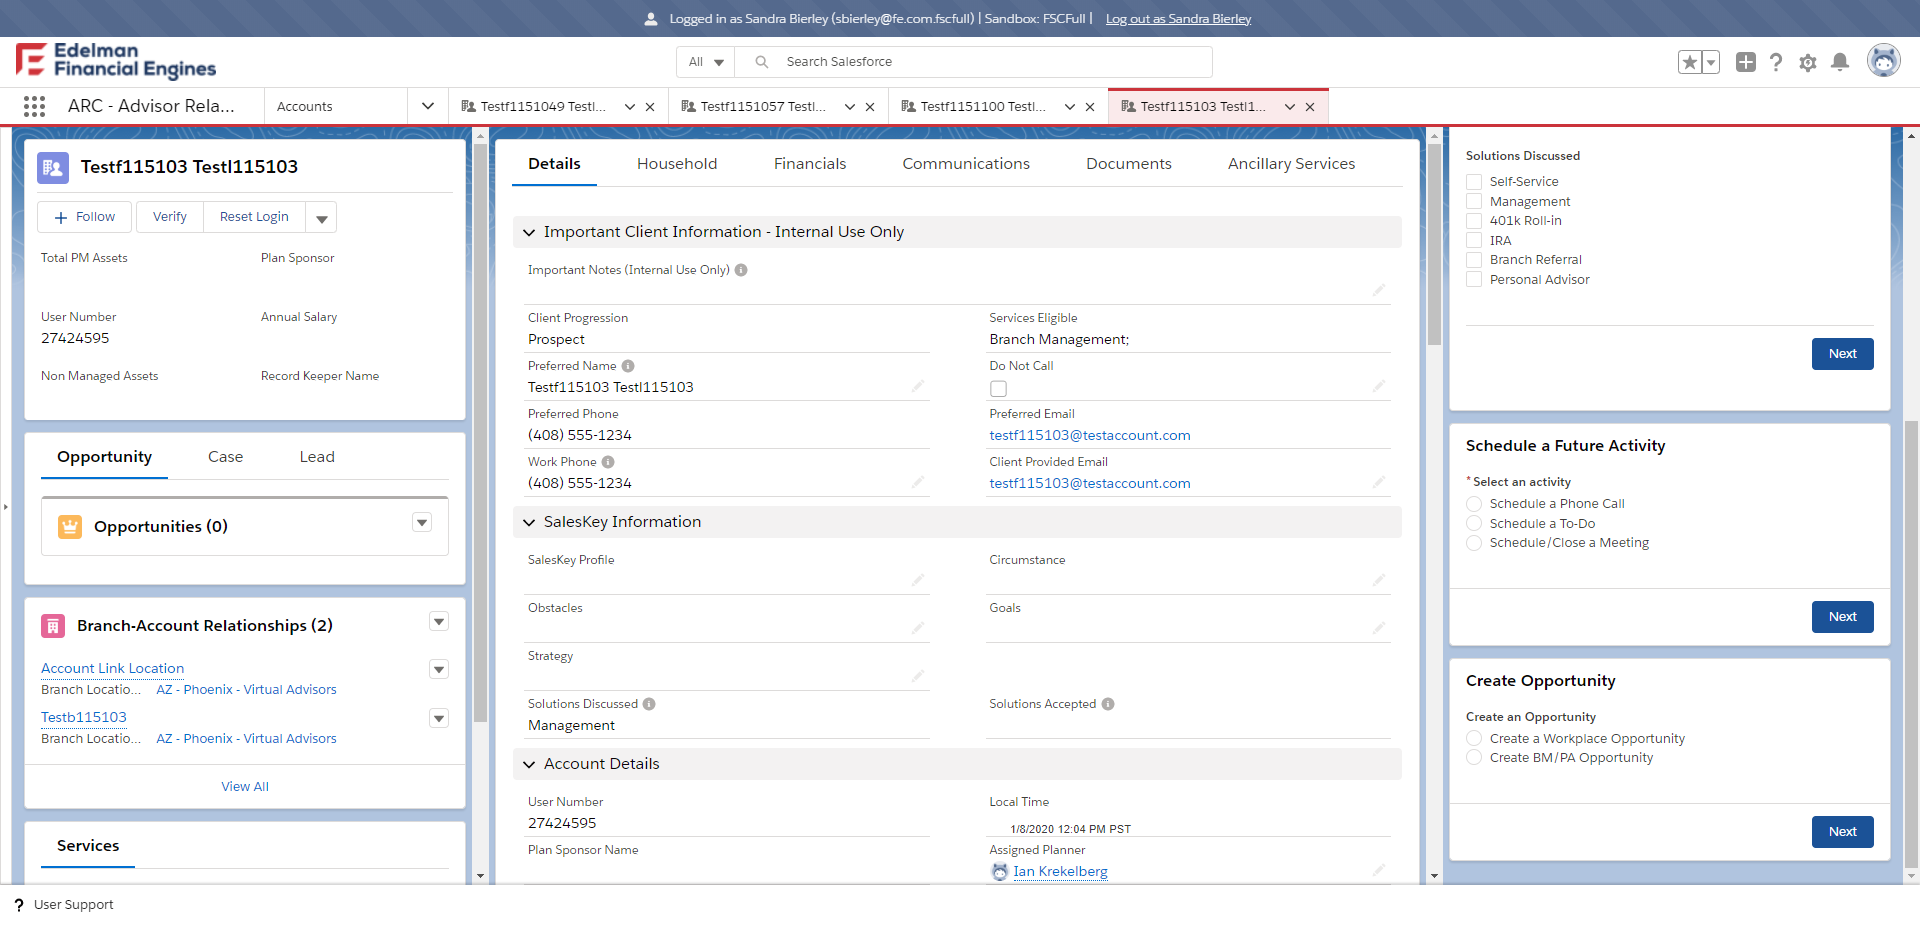 Logged in as Sandra Bierley (sbierley@fe.com.fscfull) | Sandbox: FSCFull | Log out as Sandra Bierley
Edelman
Financial Engines
All
Search Salesforce
ARC - Advisor Rela...
Accounts
Testf1151049 Testl...
Testf1151057 Testl...
Testf1151100 Testl...
Testf115103 Testl1...
Testf115103 Testl115103
Follow
Verify
Reset Login
Total PM Assets
Plan Sponsor
User Number
27424595
Annual Salary
Non Managed Assets
Record Keeper Name
Opportunity
Case
Lead
Opportunities (0)
Branch-Account Relationships (2)
Account Link Location
Branch Locatio... AZ - Phoenix - Virtual Advisors
Testb115103
Branch Locatio... AZ - Phoenix - Virtual Advisors
View All
Services
Details
Household
Financials
Communications
Documents
Ancillary Services
Important Client Information - Internal Use Only
Important Notes (Internal Use Only)
Client Progression
Prospect
Services Eligible
Branch Management;
Preferred Name
Testf115103 Testl115103
Do Not Call
Preferred Phone
(408) 555-1234
Preferred Email
testf115103@testaccount.com
Work Phone
(408) 555-1234
Client Provided Email
testf115103@testaccount.com
SalesKey Information
SalesKey Profile
Circumstance
Obstacles
Goals
Strategy
Solutions Discussed
Management
Solutions Accepted
Account Details
User Number
27424595
Local Time
1/8/2020 12:04 PM PST
Plan Sponsor Name
Assigned Planner
Ian Krekelberg
Solutions Discussed
Self-Service
Management
401k Roll-in
IRA
Branch Referral
Personal Advisor
Next
Schedule a Future Activity
*Select an activity
Schedule a Phone Call
Schedule a To-Do
Schedule/Close a Meeting
Next
Create Opportunity
Create an Opportunity
Create a Workplace Opportunity
Create BM/PA Opportunity
Next
? User Support